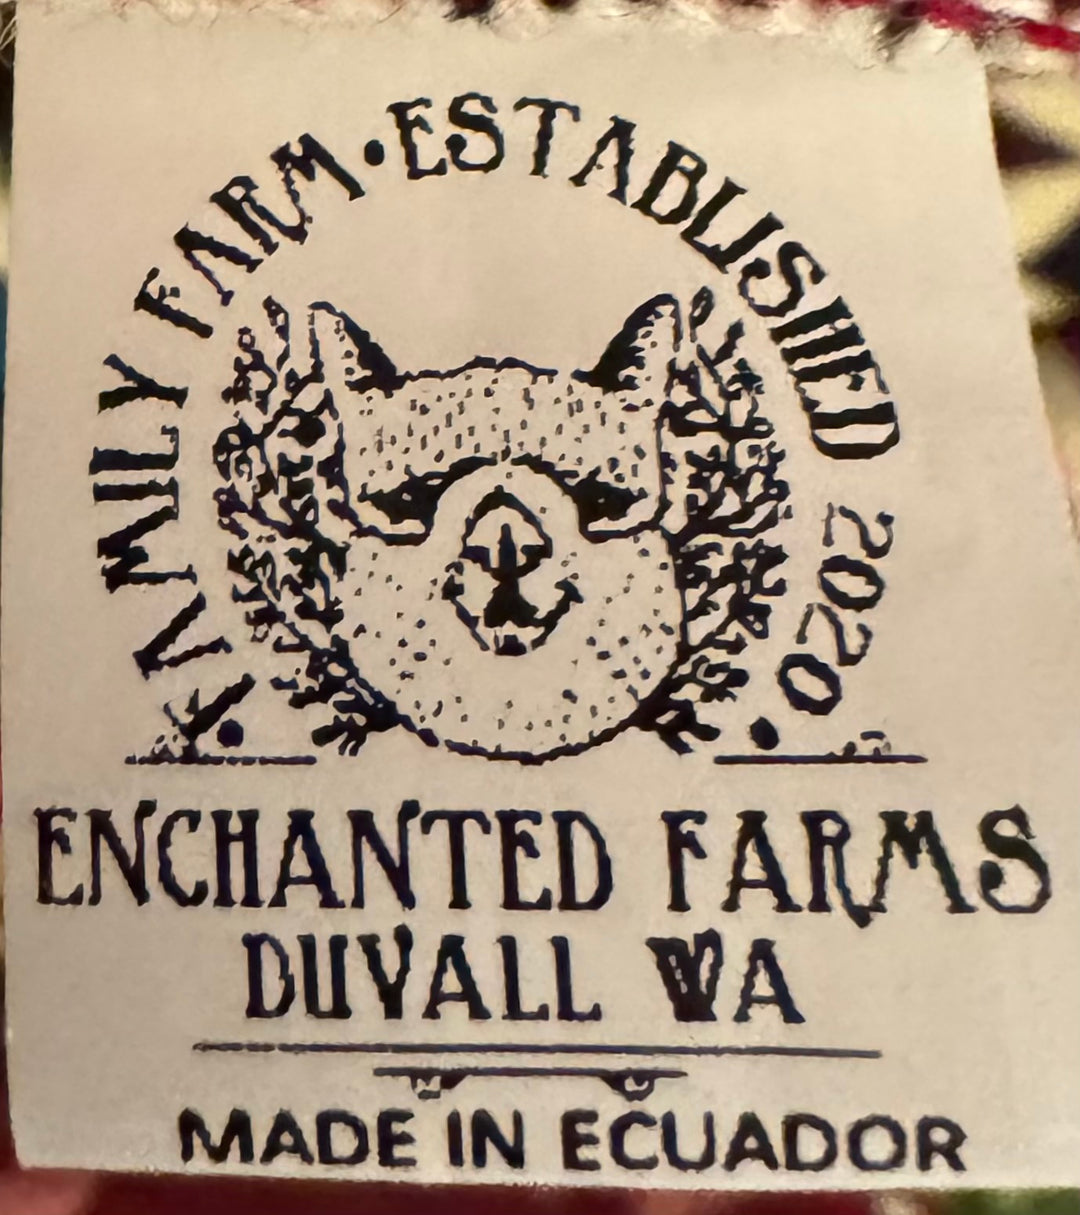 FAMILY FARM • ESTABLISHED 2020
ENCHANTED FARMS
DUVALL WA
MADE IN ECUADOR